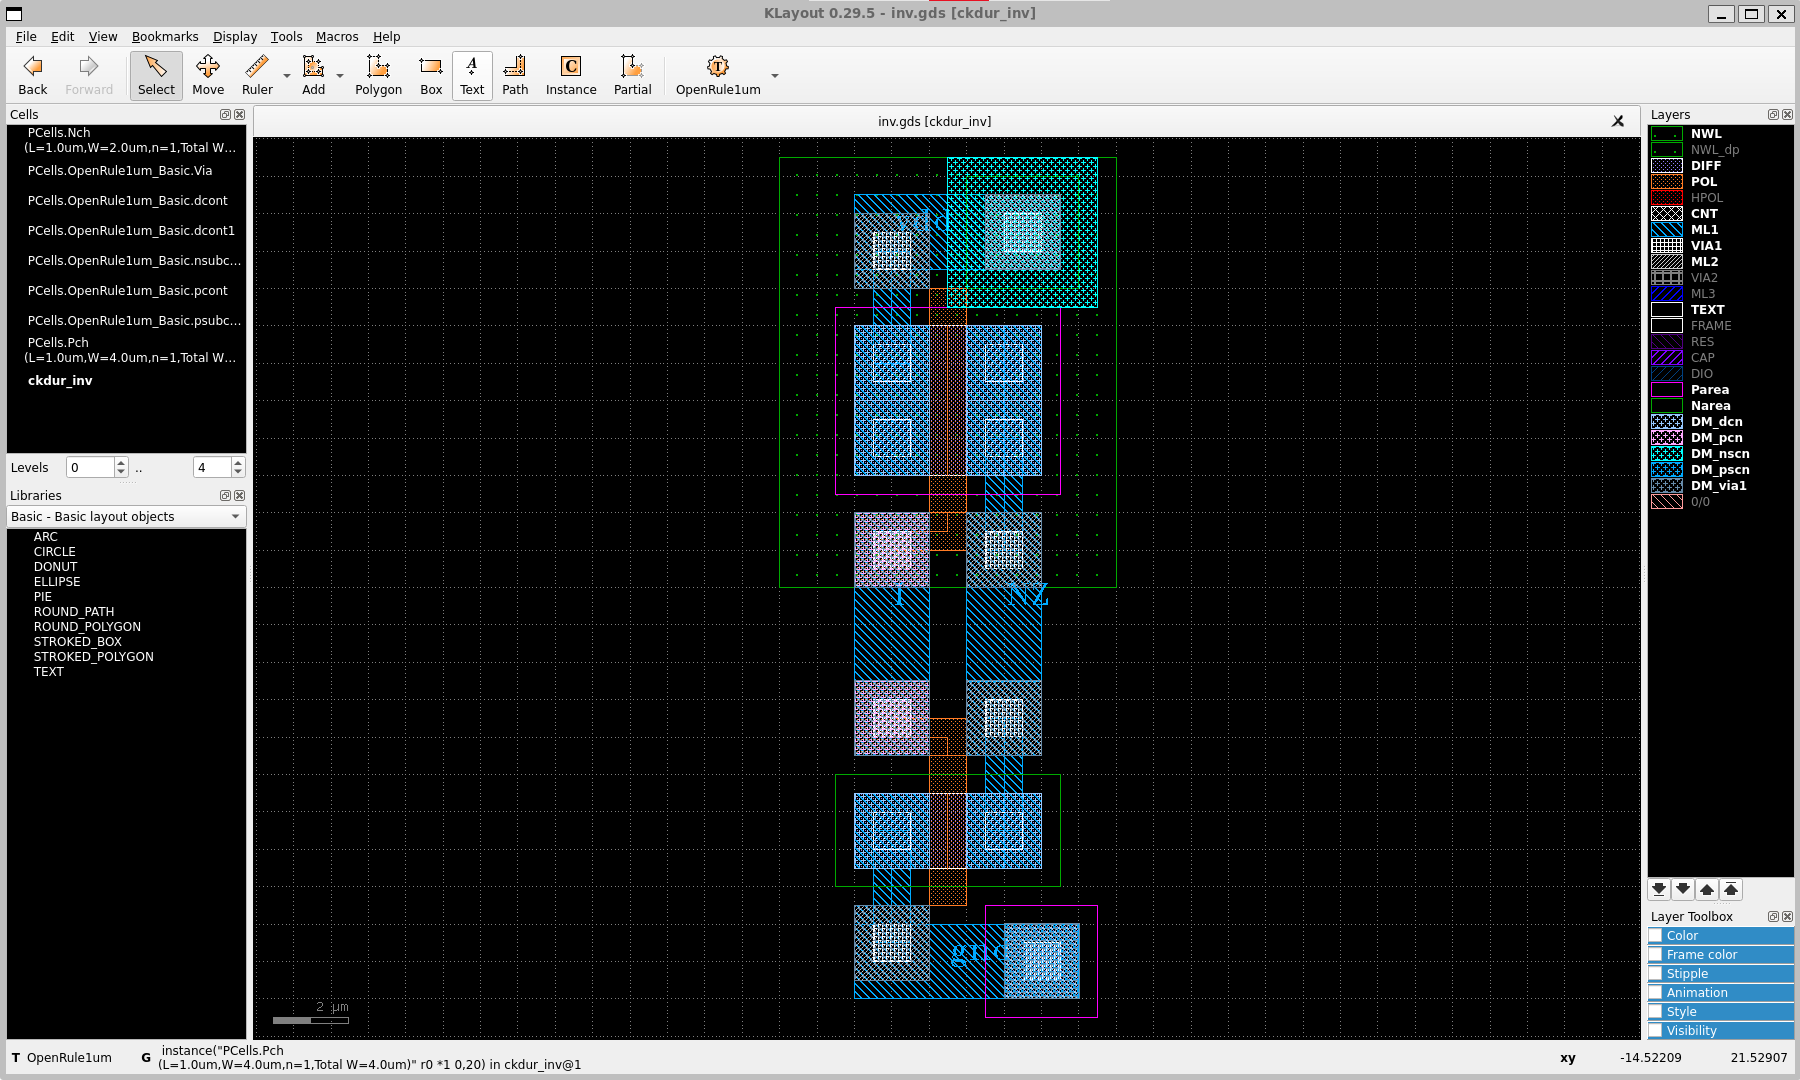 KLayout 0.29.5 - inv.gds [ckdur_inv]
File Edit View Bookmarks Display Tools Macros Help
Back Forward Select Move Ruler Add Polygon Box Text Path Instance Partial OpenRule1um
Cells
PCells.Nch
(L=1.0um,W=2.0um,n=1,Total W...
PCells.OpenRule1um_Basic.Via
PCells.OpenRule1um_Basic.dcont
PCells.OpenRule1um_Basic.dcont1
PCells.OpenRule1um_Basic.nsubc...
PCells.OpenRule1um_Basic.pcont
PCells.OpenRule1um_Basic.psubc...
PCells.Pch
(L=1.0um,W=4.0um,n=1,Total W...
ckdur_inv
Levels 0 .. 4
Libraries
Basic - Basic layout objects
ARC
CIRCLE
DONUT
ELLIPSE
PIE
ROUND_PATH
ROUND_POLYGON
STROKED_BOX
STROKED_POLYGON
TEXT
inv.gds [ckdur_inv]
vdd
I
NZ
gnd
2 µm
Layers
NWL
NWL_dp
DIFF
POL
HPOL
CNT
ML1
VIA1
ML2
VIA2
ML3
TEXT
FRAME
RES
CAP
DIO
Parea
Narea
DM_dcn
DM_pcn
DM_nscn
DM_pscn
DM_via1
0/0
Layer Toolbox
Color
Frame color
Stipple
Animation
Style
Visibility
T OpenRule1um
G instance("PCells.Pch
(L=1.0um,W=4.0um,n=1,Total W=4.0um)" r0 *1 0,20) in ckdur_inv@1
xy -14.52209 21.52907